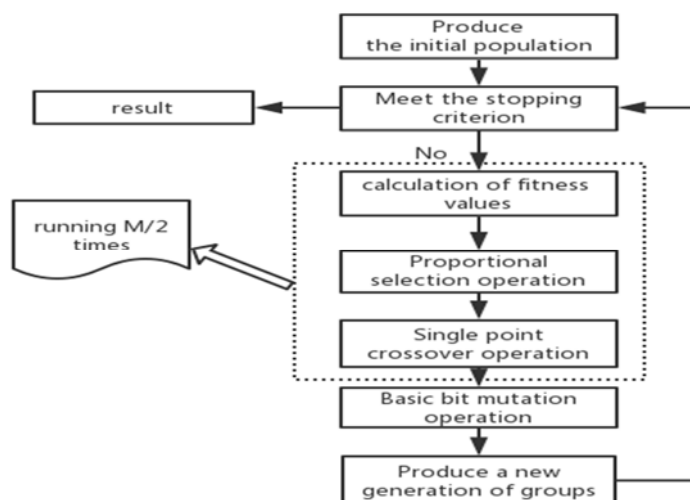 Produce
the initial population
result
Meet the stopping
criterion
No
calculation of fitness
values
running M/2
times
Proportional
selection operation
Single point
crossover operation
Basic bit mutation
operation
Produce a new
generation of groups